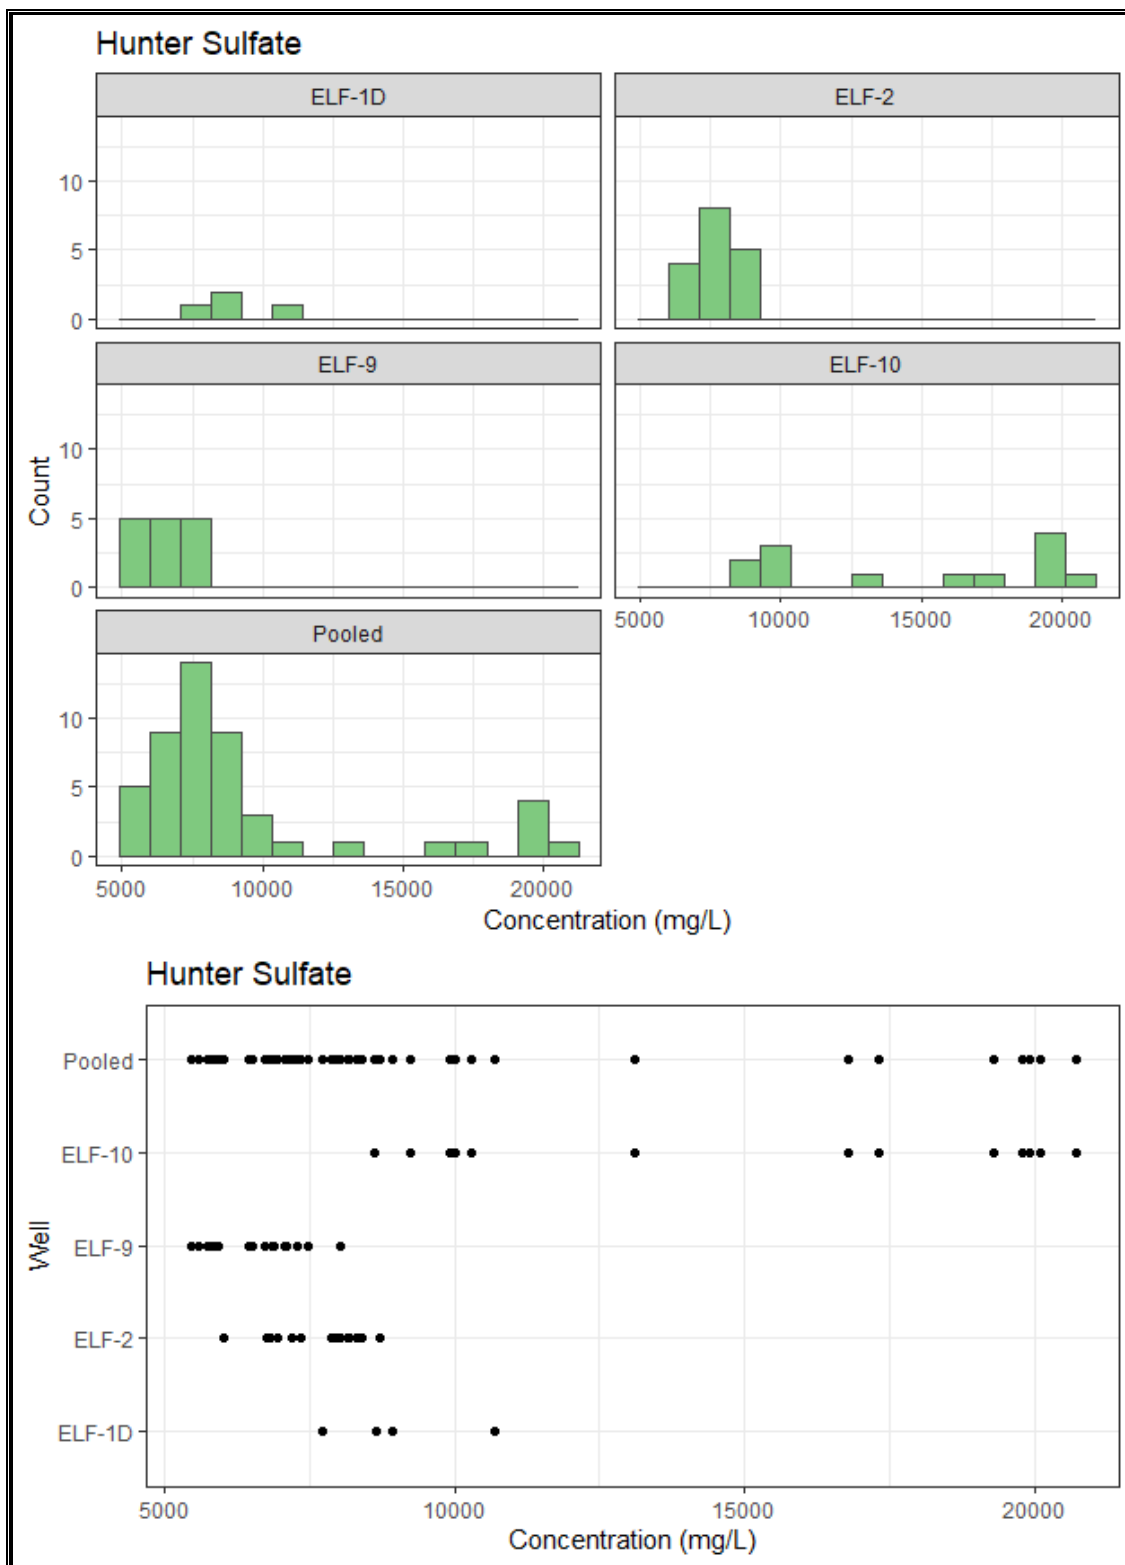 Hunter Sulfate
ELF-1D
ELF-2
10
5
0
ELF-9
ELF-10
Count
10
5
0
5000 10000 15000 20000
Pooled
10
5
0
5000 10000 15000 20000
Concentration (mg/L)
Hunter Sulfate
Well
Pooled
ELF-10
ELF-9
ELF-2
ELF-1D
5000 10000 15000 20000
Concentration (mg/L)